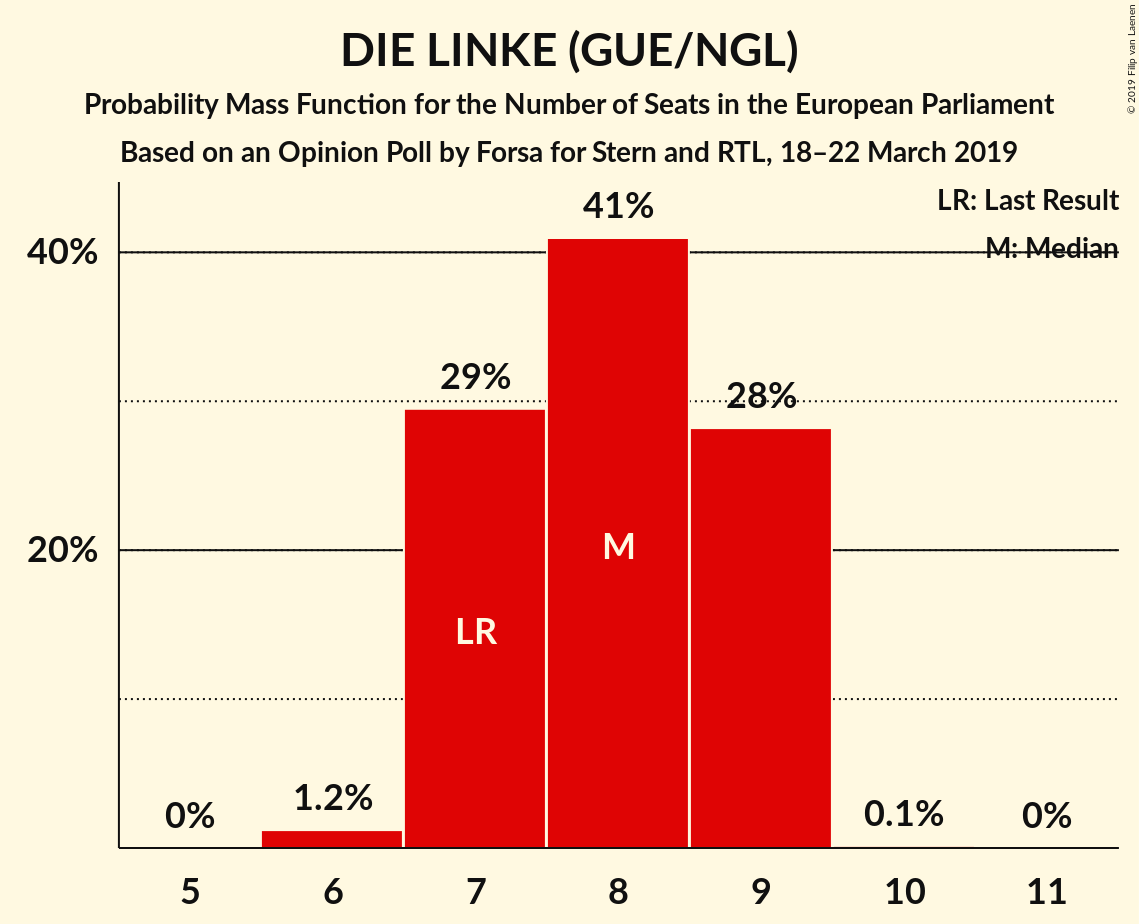 DIE LINKE (GUE/NGL)
Probability Mass Function for the Number of Seats in the European Parliament
Based on an Opinion Poll by Forsa for Stern and RTL, 18–22 March 2019
© 2019 Filip van Laenen
LR: Last Result
M: Median
40%
20%
0%
1.2%
29%
41%
28%
0.1%
0%
LR
M
5 6 7 8 9 10 11